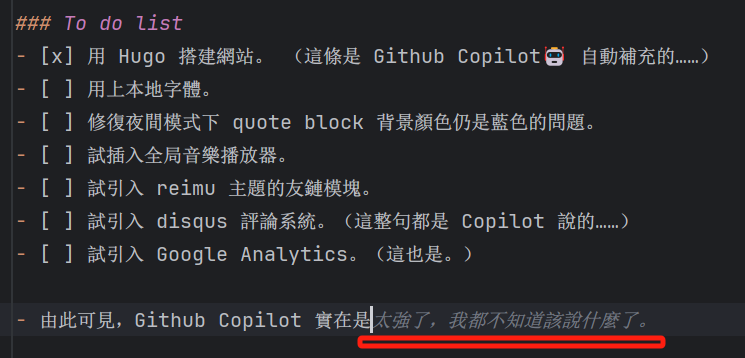 ### To do list
- [x] 用 Hugo 搭建網站。 （這條是 Github Copilot🤖 自動補充的……）
- [ ] 用上本地字體。
- [ ] 修復夜間模式下 quote block 背景顏色仍是藍色的問題。
- [ ] 試插入全局音樂播放器。
- [ ] 試引入 reimu 主題的友鏈模塊。
- [ ] 試引入 disqus 評論系統。（這整句都是 Copilot 說的……）
- [ ] 試引入 Google Analytics。（這也是。）
- 由此可見，Github Copilot 實在是太強了，我都不知道該說什麼了。